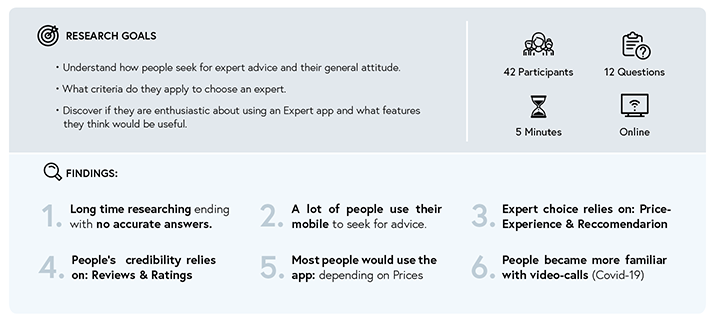 RESEARCH GOALS
• Understand how people seek for expert advice and their general attitude.
• What criteria do they apply to choose an expert.
• Discover if they are enthusiastic about using an Expert app and what features
they think would be useful.
42 Participants
12 Questions
5 Minutes
Online
FINDINGS:
1. Long time researching ending
with no accurate answers.
2. A lot of people use their
mobile to seek for advice.
3. Expert choice relies on: Price-
Experience & Reccomendarion
4. People's credibility relies
on: Reviews & Ratings
5. Most people would use the
app: depending on Prices
6. People became more familiar
with video-calls (Covid-19)